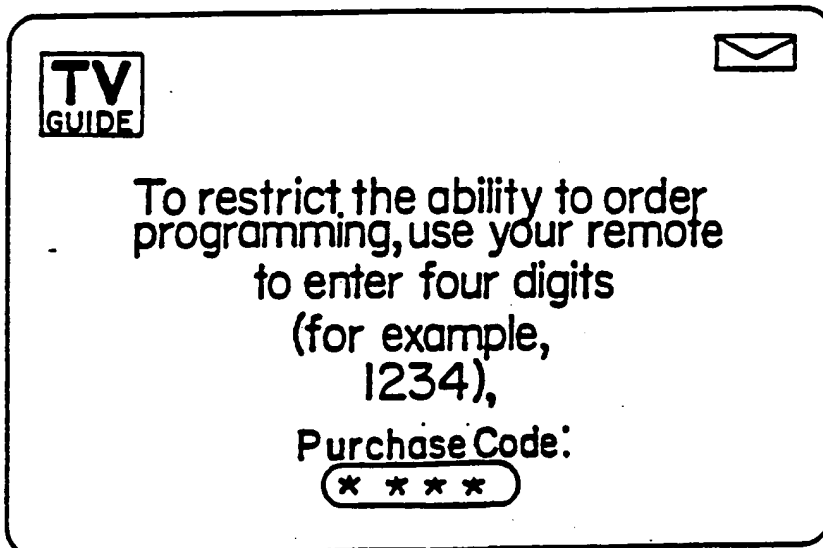 TV
GUIDE
To restrict the ability to order
programming, use your remote
to enter four digits
(for example,
1234),
Purchase Code:
* * * *